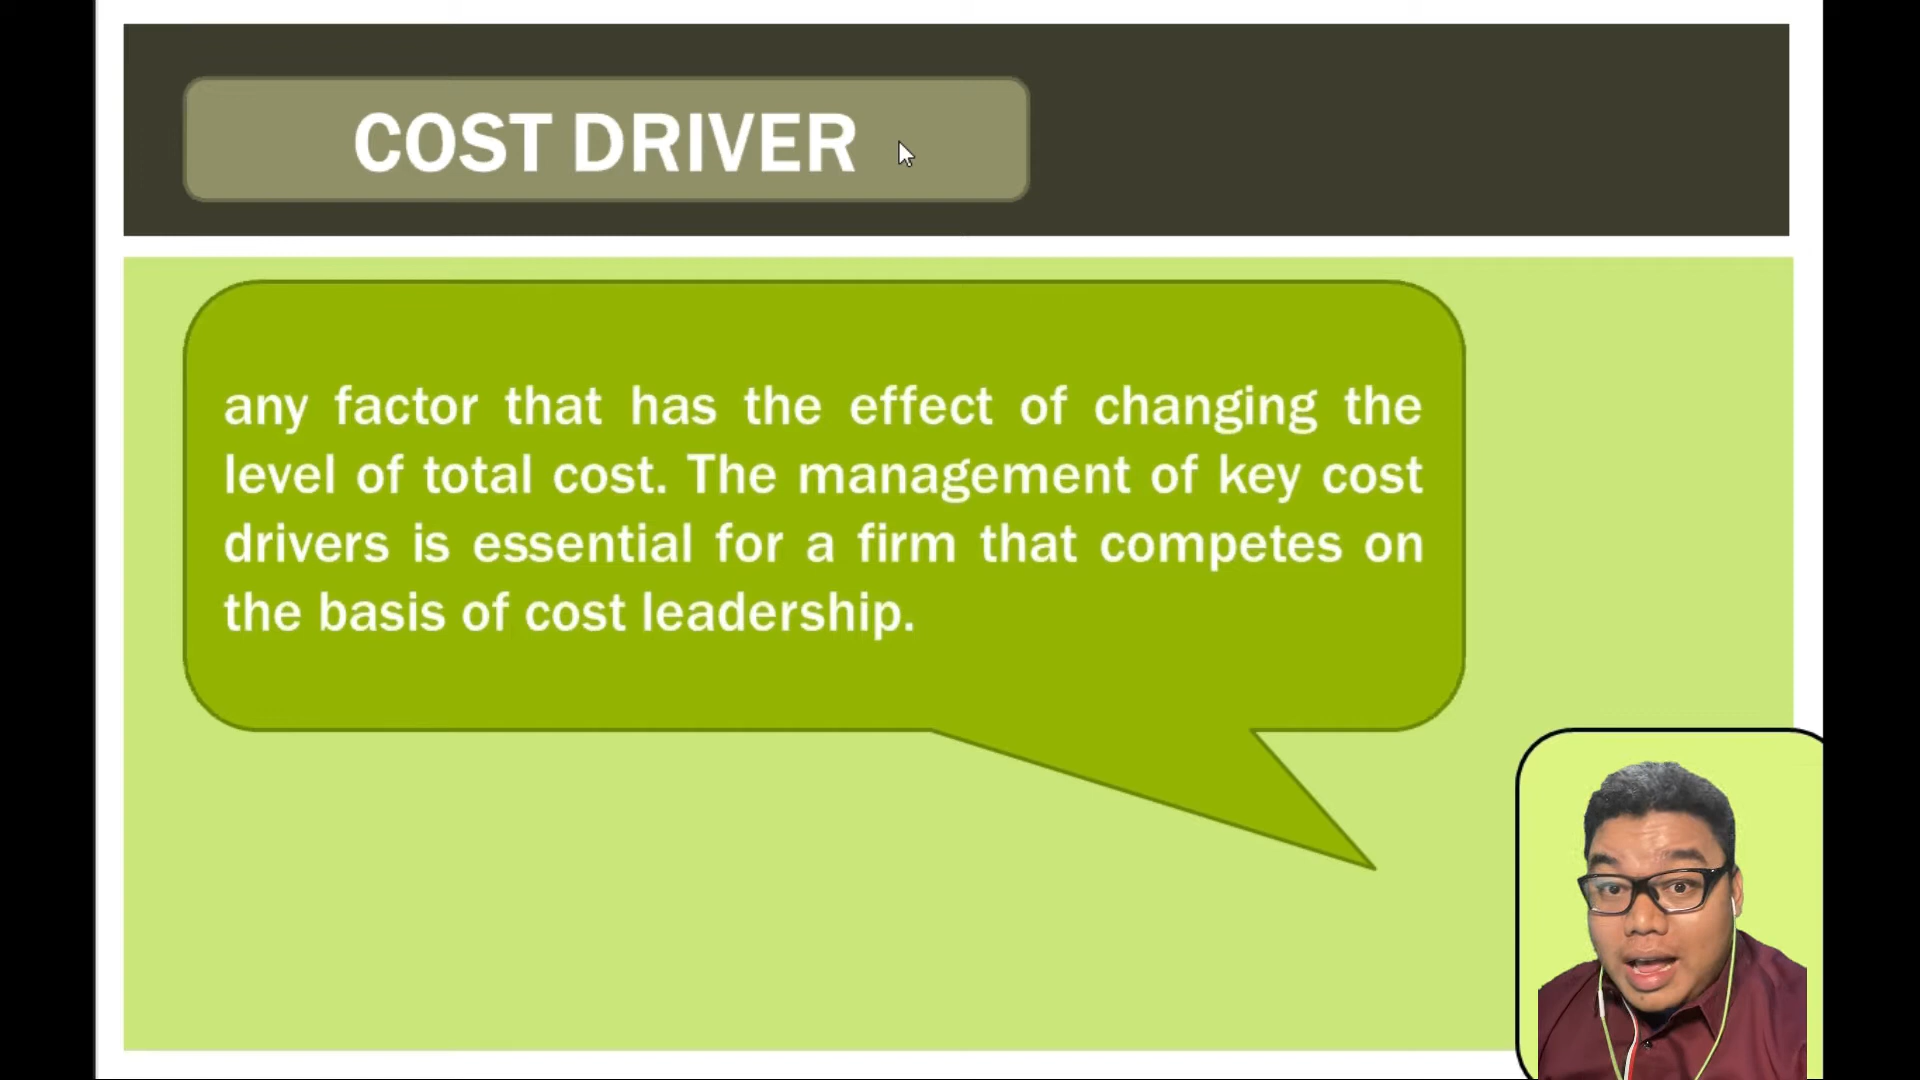 COST DRIVER
any factor that has the effect of changing the
level of total cost. The management of key cost
drivers is essential for a firm that competes on
the basis of cost leadership.